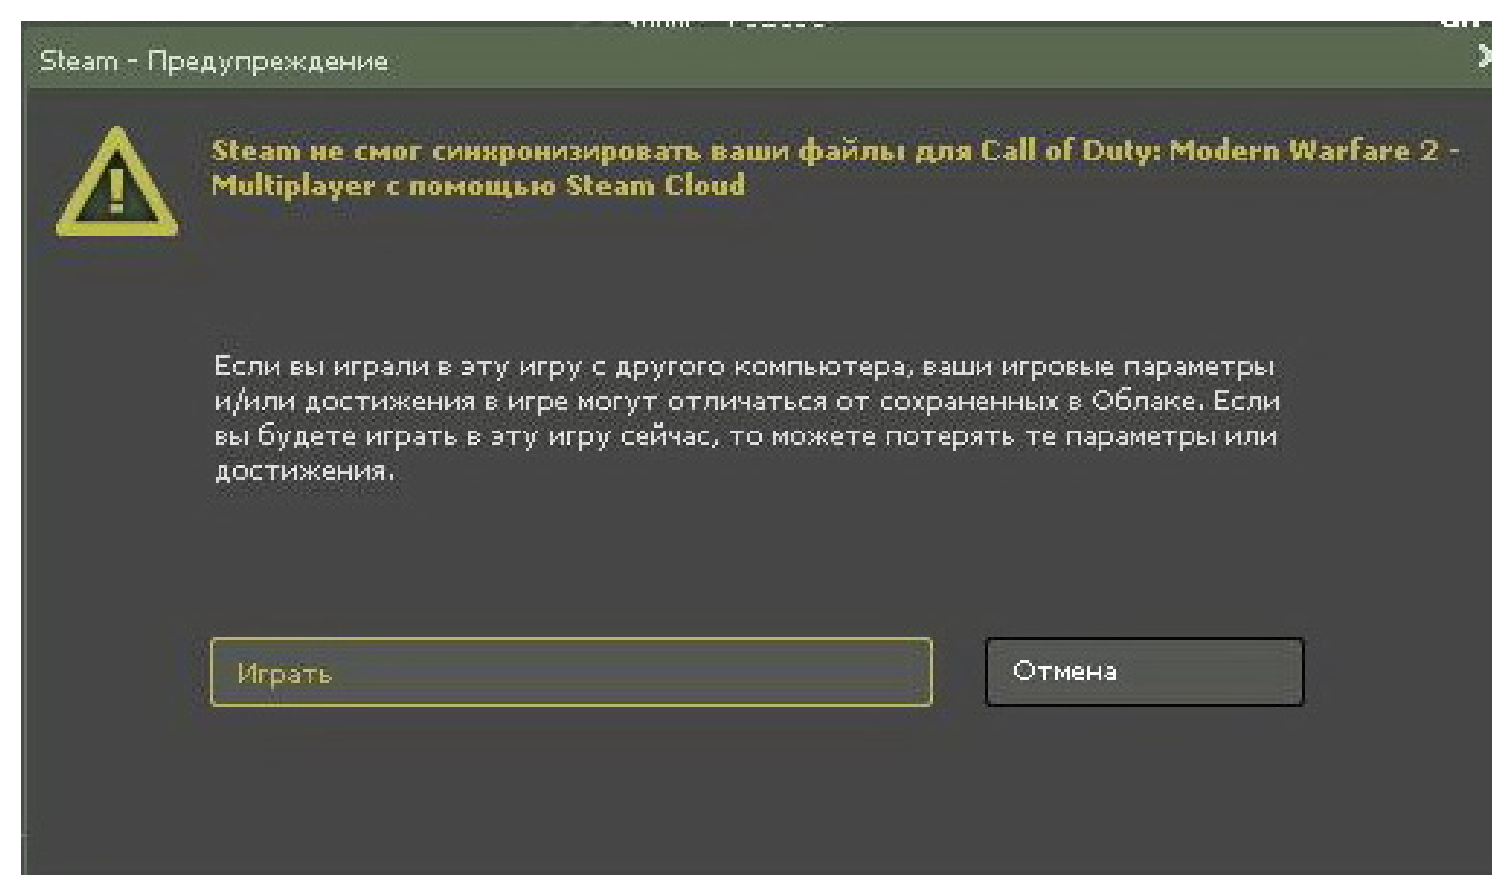 Steam - Предупреждение
Steam не смог синхронизировать ваши файлы для Call of Duty: Modern Warfare 2 -
Multiplayer с помощью Steam Cloud
Если вы играли в эту игру с другого компьютера, ваши игровые параметры
и/или достижения в игре могут отличаться от сохраненных в Облаке. Если
вы будете играть в эту игру сейчас, то можете потерять те параметры или
достижения.
Играть
Отмена